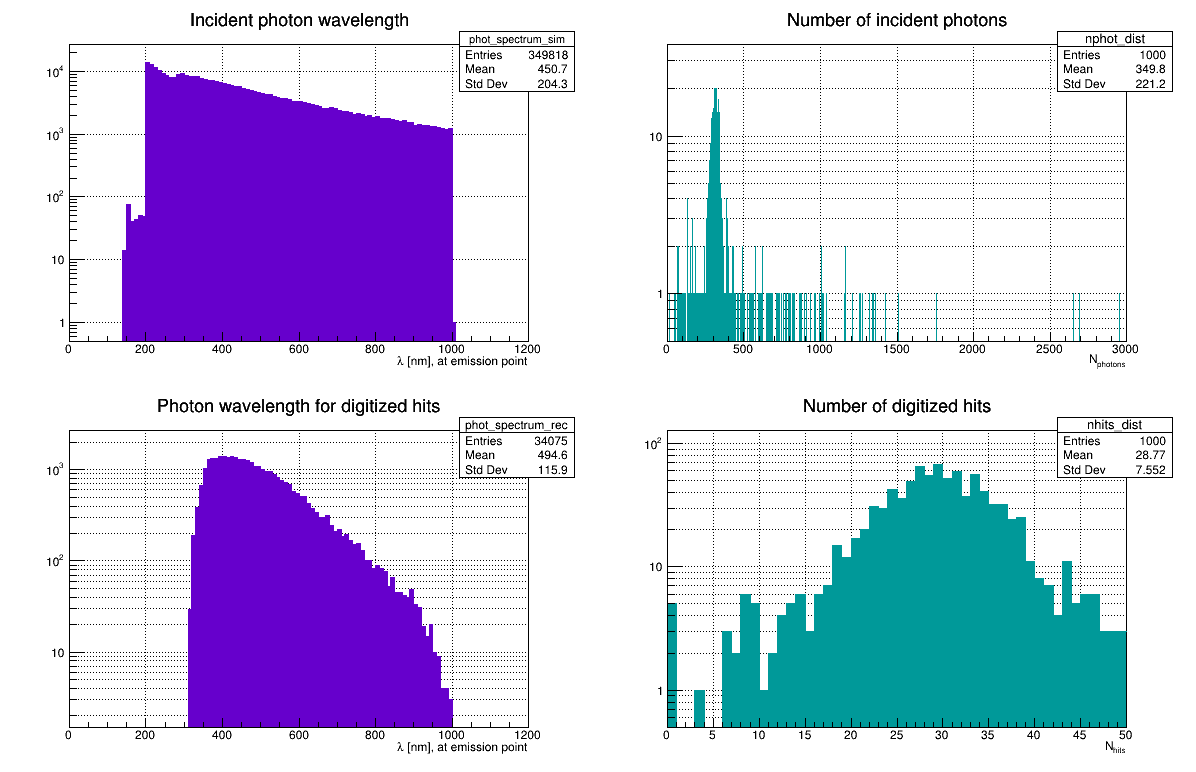 Incident photon wavelength
phot_spectrum_sim
Entries 349818
Mean 450.7
Std Dev 204.3
10^4
10^3
10^2
10
1
0 200 400 600 800 1000 1200
λ [nm], at emission point
Number of incident photons
nphot_dist
Entries 1000
Mean 349.8
Std Dev 221.2
10
1
0 500 1000 1500 2000 2500 3000
N_photons
Photon wavelength for digitized hits
phot_spectrum_rec
Entries 34075
Mean 494.6
Std Dev 115.9
10^3
10^2
10
0 200 400 600 800 1000 1200
λ [nm], at emission point
Number of digitized hits
nhits_dist
Entries 1000
Mean 28.77
Std Dev 7.552
10^2
10
1
0 5 10 15 20 25 30 35 40 45 50
N_hits